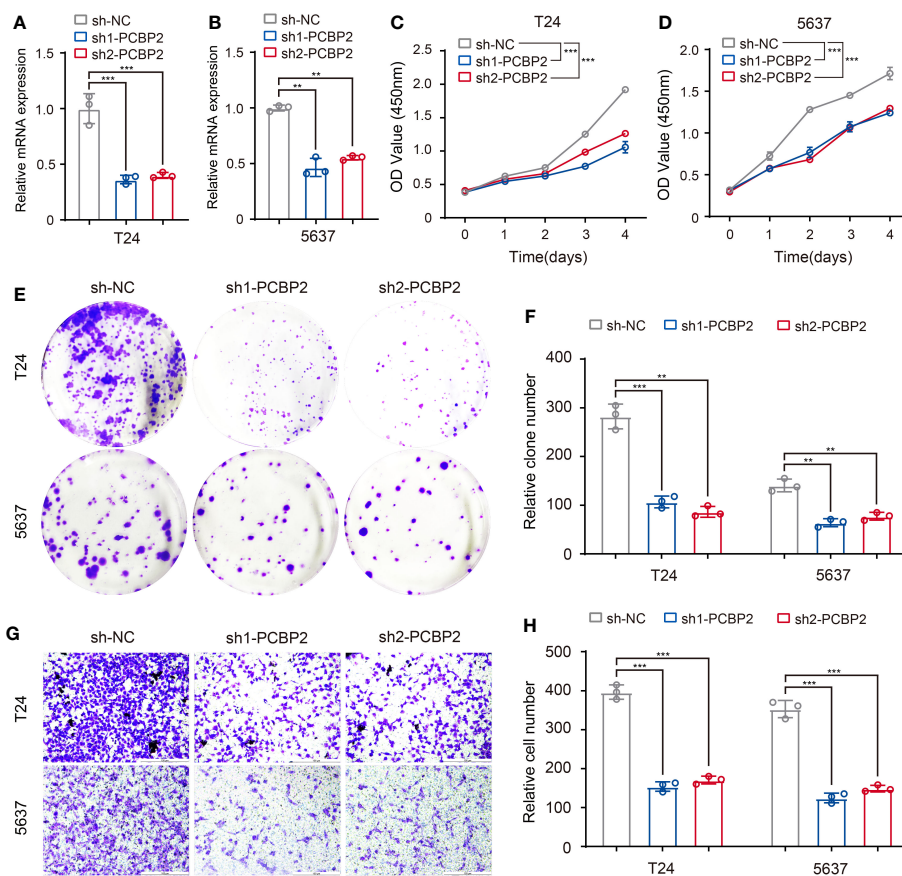 A
sh-NC
sh1-PCBP2
sh2-PCBP2
Relative mRNA expression
1.5
1.0
0.5
0
***
***
T24
B
sh-NC
sh1-PCBP2
sh2-PCBP2
Relative mRNA expression
1.5
1.0
0.5
0
**
**
5637
C
T24
sh-NC
sh1-PCBP2
sh2-PCBP2
***
***
OD Value (450nm)
2.5
2.0
1.5
1.0
0.5
0
0 1 2 3 4
Time(days)
D
5637
sh-NC
sh1-PCBP2
sh2-PCBP2
***
***
OD Value (450nm)
2.0
1.5
1.0
0.5
0
0 1 2 3 4
Time(days)
E
sh-NC sh1-PCBP2 sh2-PCBP2
T24
5637
F
sh-NC sh1-PCBP2 sh2-PCBP2
Relative clone number
400
300
200
100
0
**
***
**
**
T24 5637
G
sh-NC sh1-PCBP2 sh2-PCBP2
T24
5637
H
sh-NC sh1-PCBP2 sh2-PCBP2
Relative cell number
500
400
300
200
100
0
***
***
***
***
T24 5637